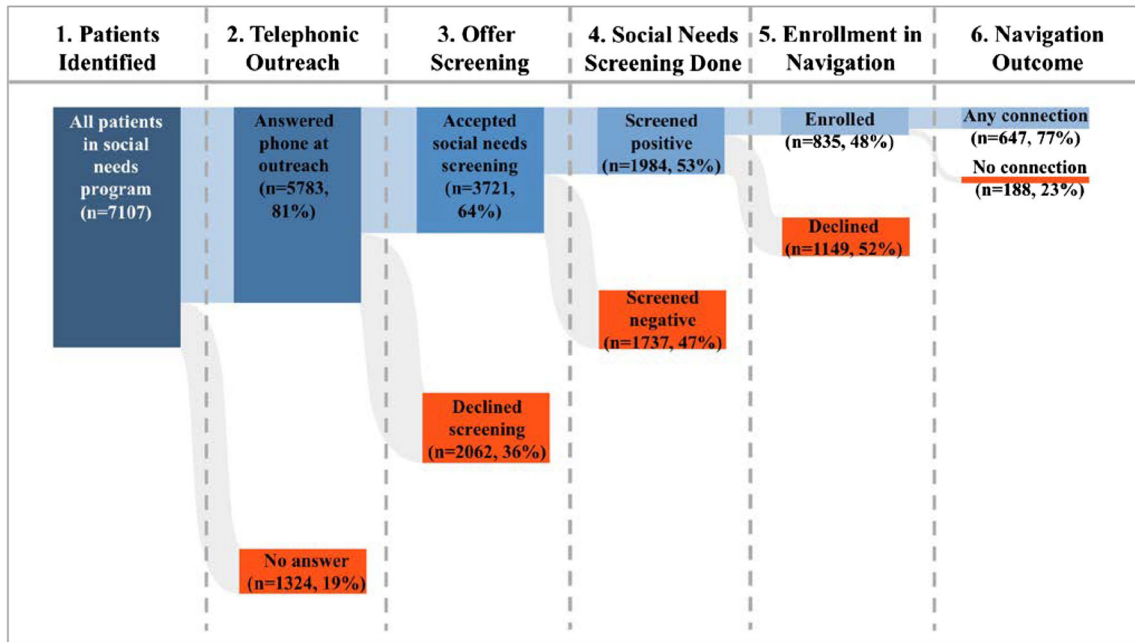 1. Patients
Identified
2. Telephonic
Outreach
3. Offer
Screening
4. Social Needs
Screening Done
5. Enrollment in
Navigation
6. Navigation
Outcome
All patients
in social
needs
program
(n=7107)
Answered
phone at
outreach
(n=5783,
81%)
No answer
(n=1324, 19%)
Accepted
social needs
screening
(n=3721,
64%)
Declined
screening
(n=2062, 36%)
Screened
positive
(n=1984, 53%)
Screened
negative
(n=1737, 47%)
Enrolled
(n=835, 48%)
Declined
(n=1149, 52%)
Any connection
(n=647, 77%)
No connection
(n=188, 23%)